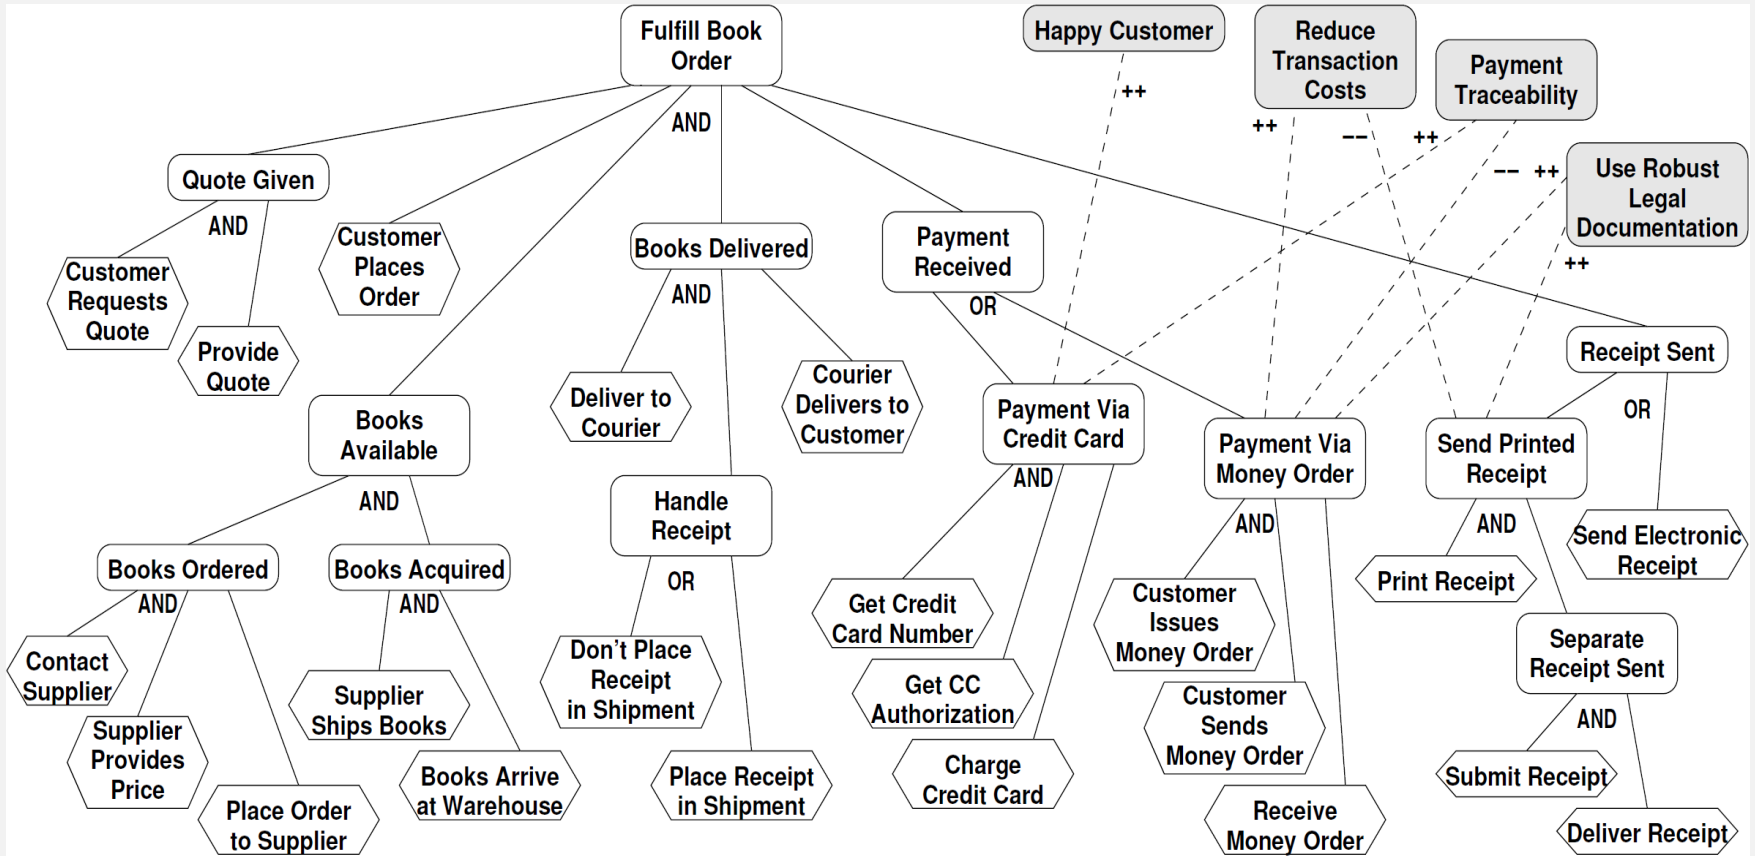 Fulfill Book
Order
Happy Customer
Reduce
Transaction
Costs
Payment
Traceability
Use Robust
Legal
Documentation
AND
++
++
−−
++
−−
++
++
Quote Given
AND
Customer
Requests
Quote
Provide
Quote
Customer
Places
Order
Books Delivered
AND
Payment
Received
OR
Receipt Sent
OR
Deliver to
Courier
Courier
Delivers to
Customer
Books
Available
AND
Handle
Receipt
OR
Payment Via
Credit Card
AND
Payment Via
Money Order
AND
Send Printed
Receipt
AND
Send Electronic
Receipt
Books Ordered
AND
Books Acquired
AND
Contact
Supplier
Supplier
Provides
Price
Place Order
to Supplier
Supplier
Ships Books
Books Arrive
at Warehouse
Don't Place
Receipt
in Shipment
Place Receipt
in Shipment
Get Credit
Card Number
Get CC
Authorization
Charge
Credit Card
Customer
Issues
Money Order
Customer
Sends
Money Order
Receive
Money Order
Print Receipt
Separate
Receipt Sent
AND
Submit Receipt
Deliver Receipt